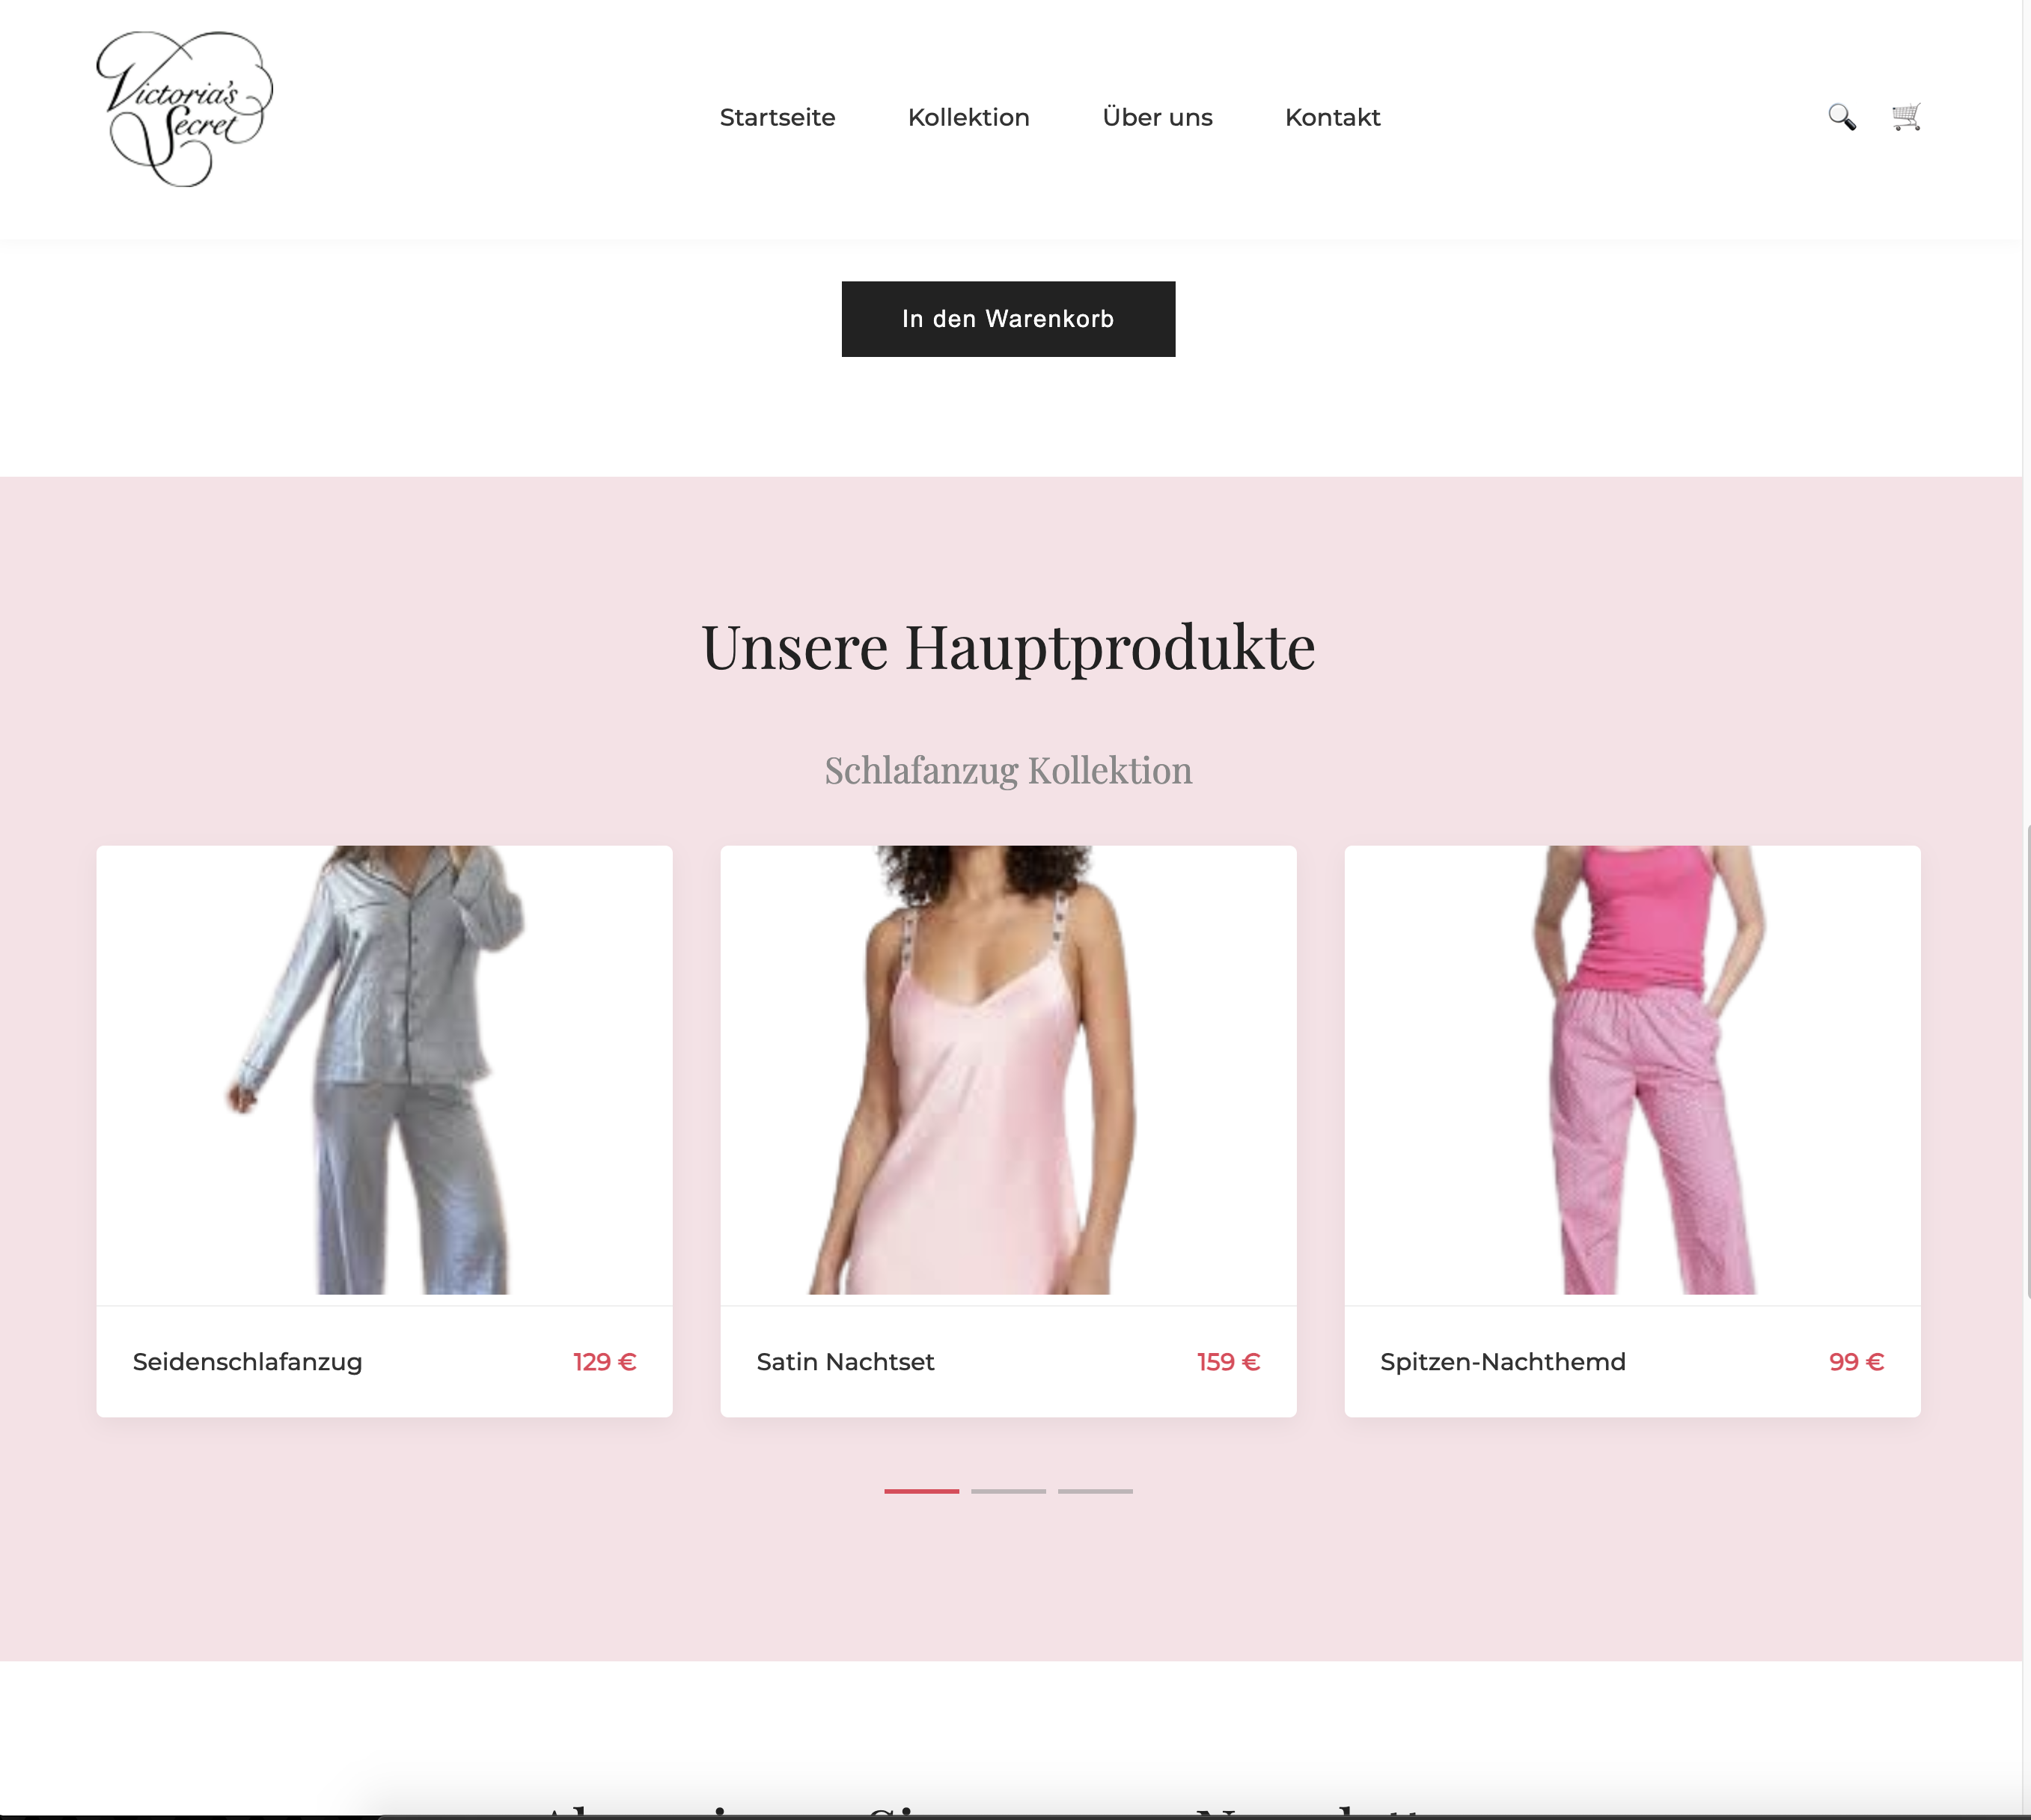 Victoria's
Secret
Startseite Kollektion Über uns Kontakt
In den Warenkorb
Unsere Hauptprodukte
Schlafanzug Kollektion
Seidenschlafanzug 129 €
Satin Nachtset 159 €
Spitzen-Nachthemd 99 €